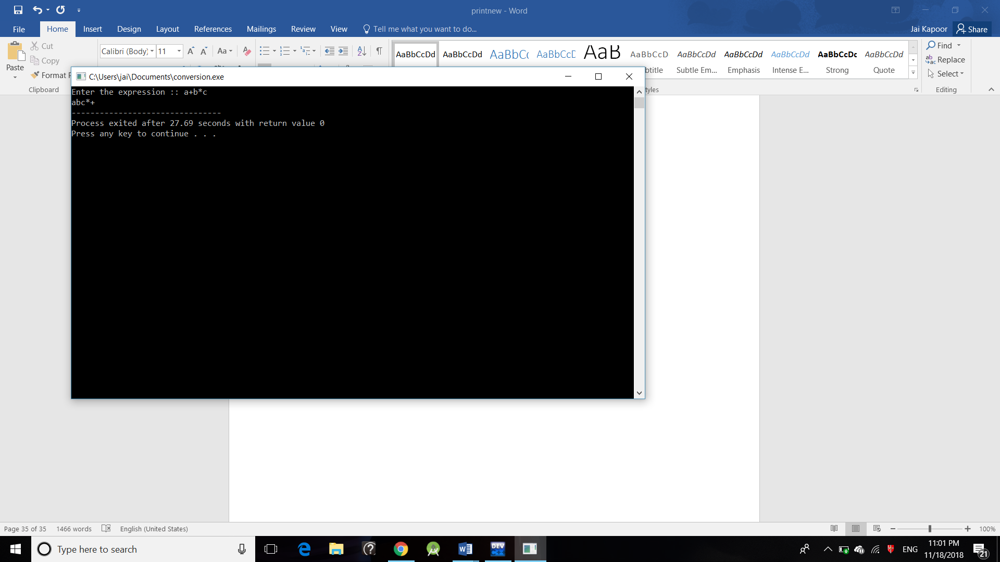 printnew - Word
File Home Insert Design Layout References Mailings Review View Tell me what you want to do... Jai Kapoor Share
Cut
Copy
Paste
Format
Clipboard
Calibri (Body) 11 Aa
AaBbCcDd AaBbCcDd AaBbCc AaBbCcD AaB AaBbCcD AaBbCcDd AaBbCcDd AaBbCcDd AaBbCcDc AaBbCcDd
btitle Subtle Em... Emphasis Intense E... Strong Quote
tyles
Find
Replace
Select
Editing
C:\Users\jai\Documents\conversion.exe
Enter the expression :: a+b*c
abc*+
--------------------------------
Process exited after 27.69 seconds with return value 0
Press any key to continue . . .
Page 35 of 35 1466 words English (United States) 100%
Type here to search
DEV C++
ENG
11:01 PM
11/18/2018
21